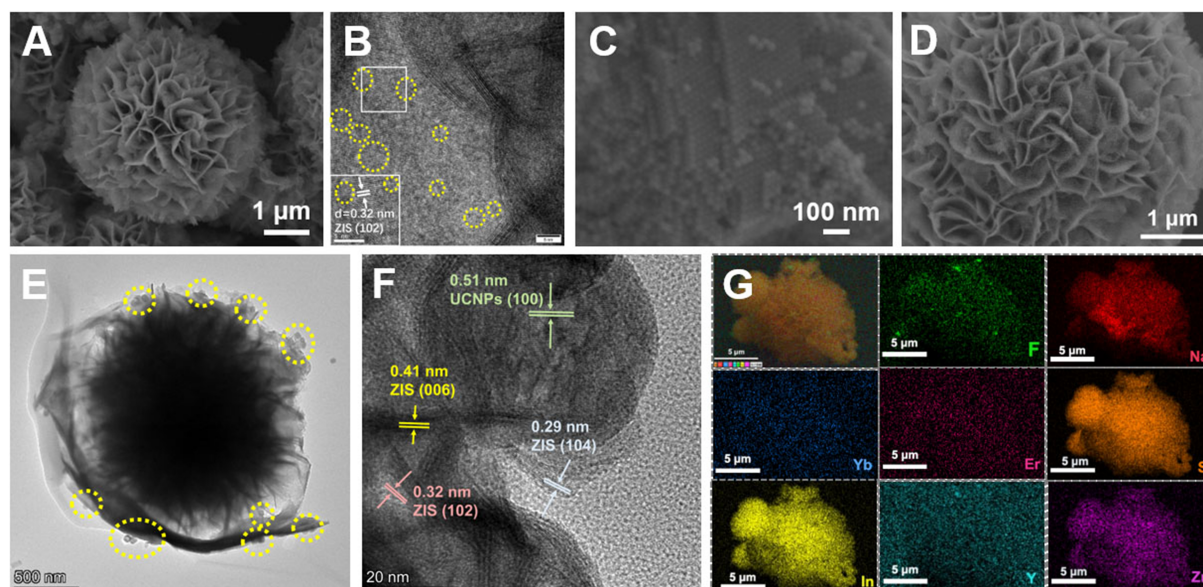 A
1 μm
B
d=0.32 nm
ZIS (102)
C
100 nm
D
1 μm
E
500 nm
F
0.51 nm
UCNPs (100)
0.41 nm
ZIS (006)
0.29 nm
ZIS (104)
0.32 nm
ZIS (102)
20 nm
G
5 μm
5 μm
F
5 μm
Na
5 μm
Yb
5 μm
Er
5 μm
5 μm
In
5 μm
Y
5 μm